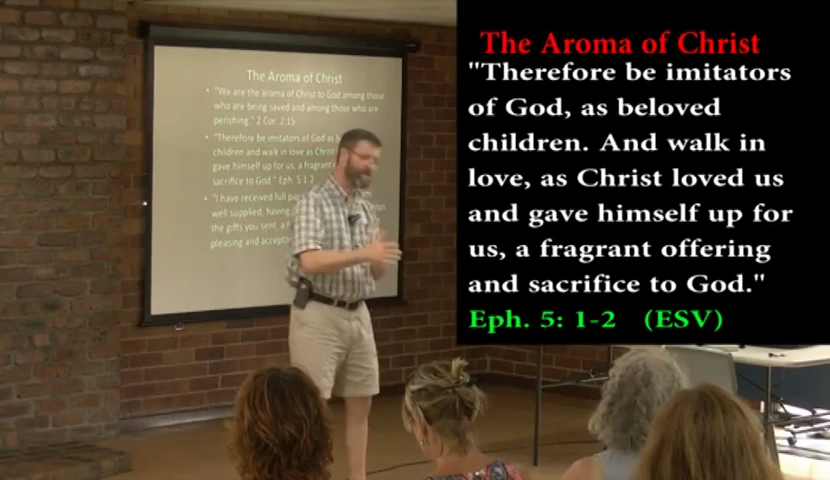 The Aroma of Christ
"We are the aroma of Christ to God among those
who are being saved and among those who are
perishing." 2 Cor. 2:15
"Therefore be imitators of God as
children and walk in love as Christ
gave himself up for us, a fragrant
sacrifice to God." Eph. 5:1-2
"I have received full
well supplied, having
the gifts you sent, a
pleasing and
The Aroma of Christ
"Therefore be imitators
of God, as beloved
children. And walk in
love, as Christ loved us
and gave himself up for
us, a fragrant offering
and sacrifice to God."
Eph. 5: 1-2 (ESV)